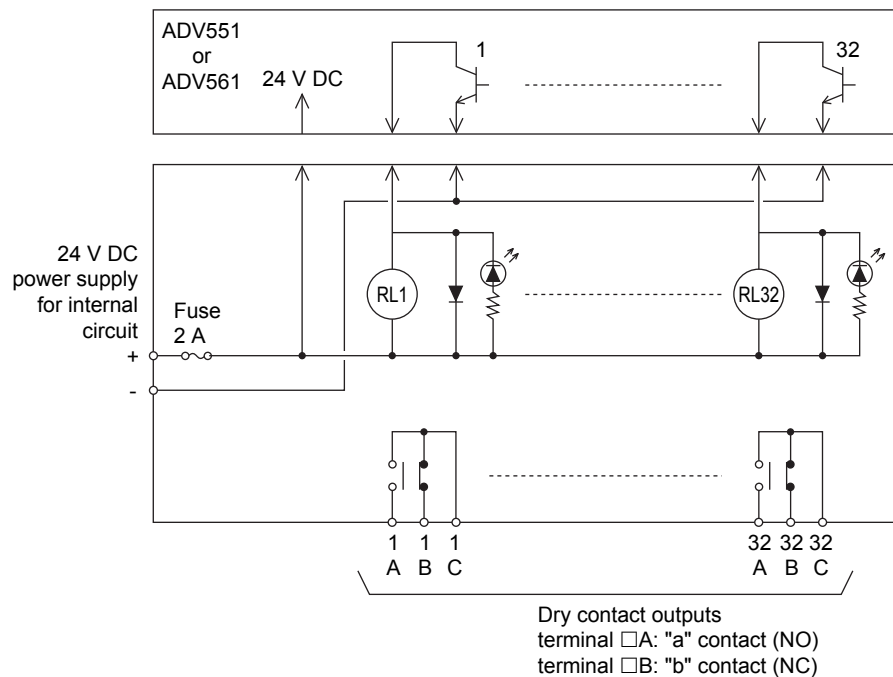 ADV551
or
ADV561
24 V DC
1
32
24 V DC
power supply
for internal
circuit
Fuse
2 A
+
-
RL1
RL32
1 1 1
A B C
32 32 32
A B C
Dry contact outputs
terminal □A: "a" contact (NO)
terminal □B: "b" contact (NC)